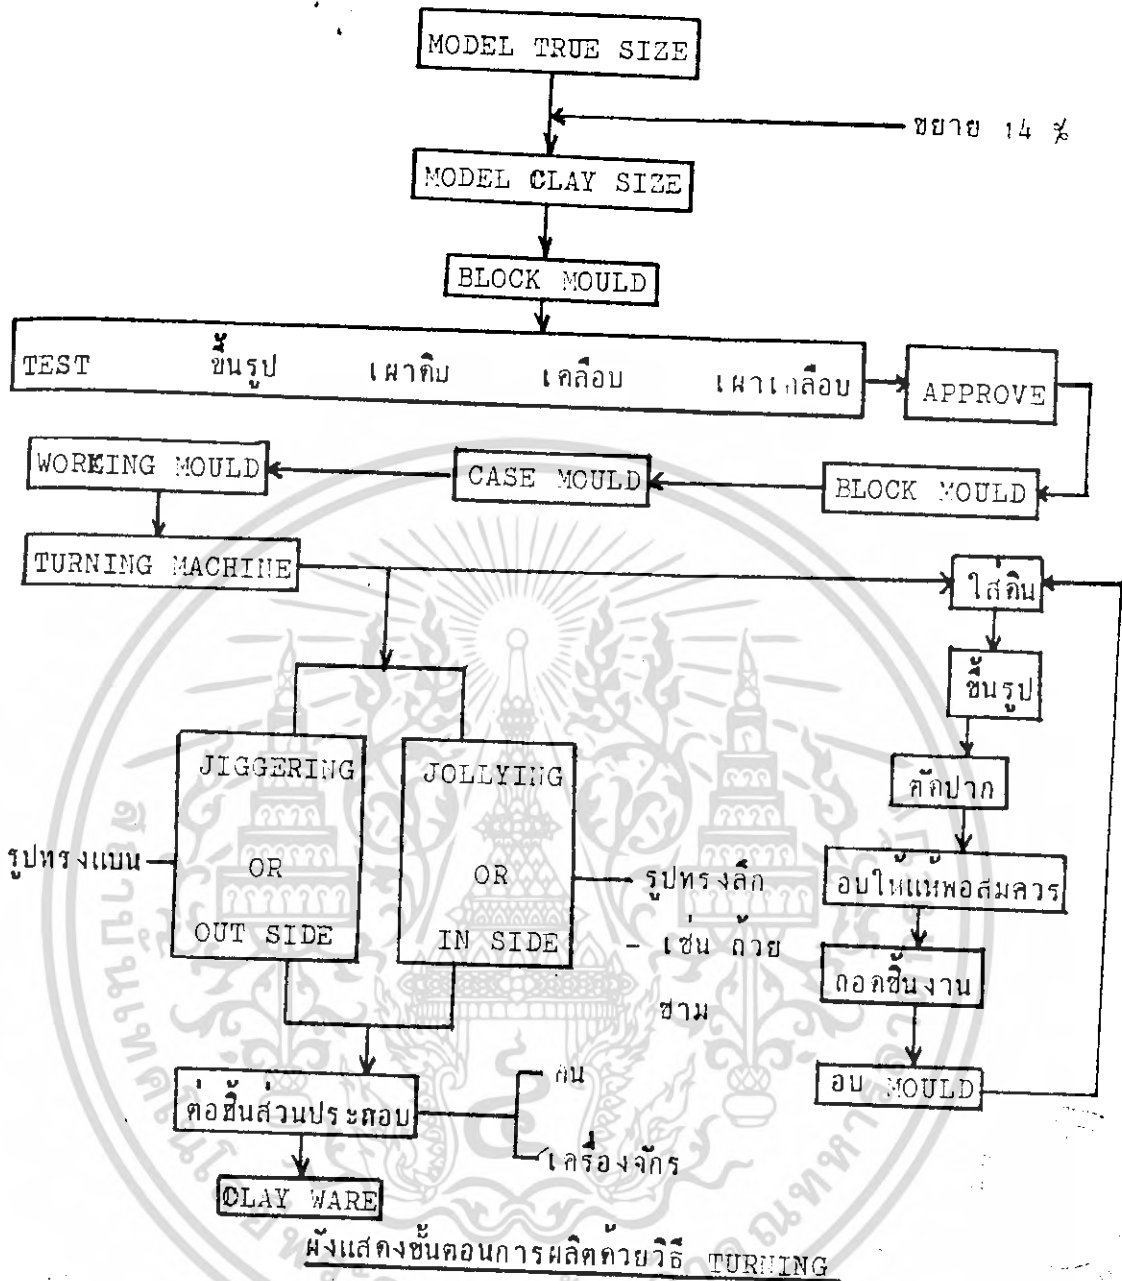 MODEL TRUE SIZE
ขยาย 14 %
MODEL CLAY SIZE
BLOCK MOULD
TEST ขึ้นรูป เผาดิบ เคลือบ เผาเคลือบ
APPROVE
WORKING MOULD
CASE MOULD
BLOCK MOULD
TURNING MACHINE
ใส่ดิน
ขึ้นรูป
ตัดปาก
อบให้แห้พอสมควร
ถอดชิ้นงาน
อบ MOULD
JIGGERING
OR
OUT SIDE
JOLLYING
OR
IN SIDE
รูปทรงแบน
รูปทรงลึก
- เช่น ถ้วย
ชาม
ต่อชิ้นส่วนประกอบ
คน
เครื่องจักร
CLAY WARE
ผังแสดงขั้นตอนการผลิตด้วยวิธี TURNING